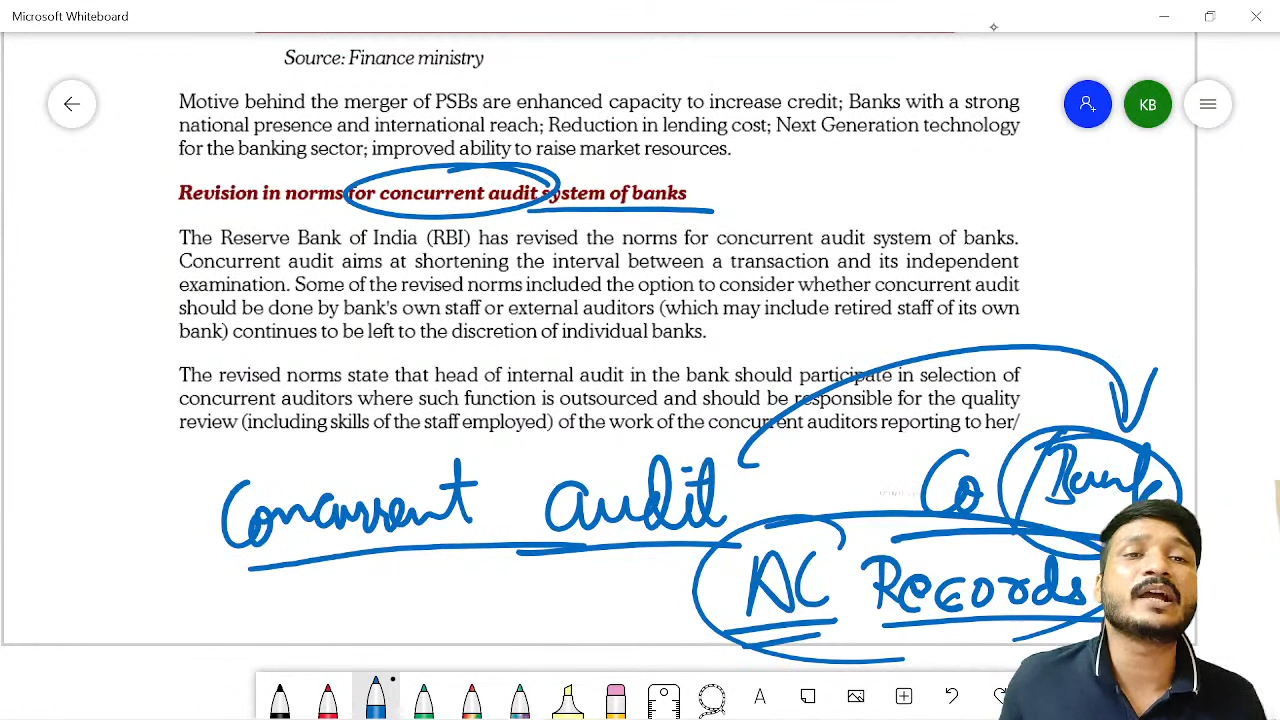 Microsoft Whiteboard
Source: Finance ministry
KB
Motive behind the merger of PSBs are enhanced capacity to increase credit; Banks with a strong
national presence and international reach; Reduction in lending cost; Next Generation technology
for the banking sector; improved ability to raise market resources.
Revision in norms for concurrent audit system of banks
The Reserve Bank of India (RBI) has revised the norms for concurrent audit system of banks.
Concurrent audit aims at shortening the interval between a transaction and its independent
examination. Some of the revised norms included the option to consider whether concurrent audit
should be done by bank's own staff or external auditors (which may include retired staff of its own
bank) continues to be left to the discretion of individual banks.
The revised norms state that head of internal audit in the bank should participate in selection of
concurrent auditors where such function is outsourced and should be responsible for the quality
review (including skills of the staff employed) of the work of the concurrent auditors reporting to her/
Concurrent audit Co Bank
AC Records
A